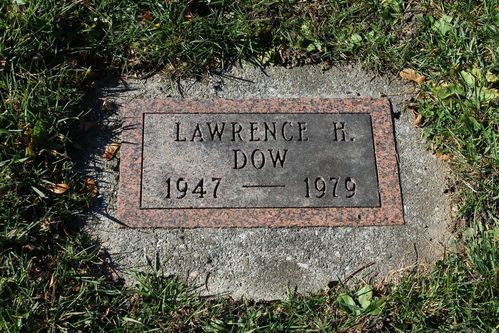 LAWRENCE H.
DOW
1947 — 1979